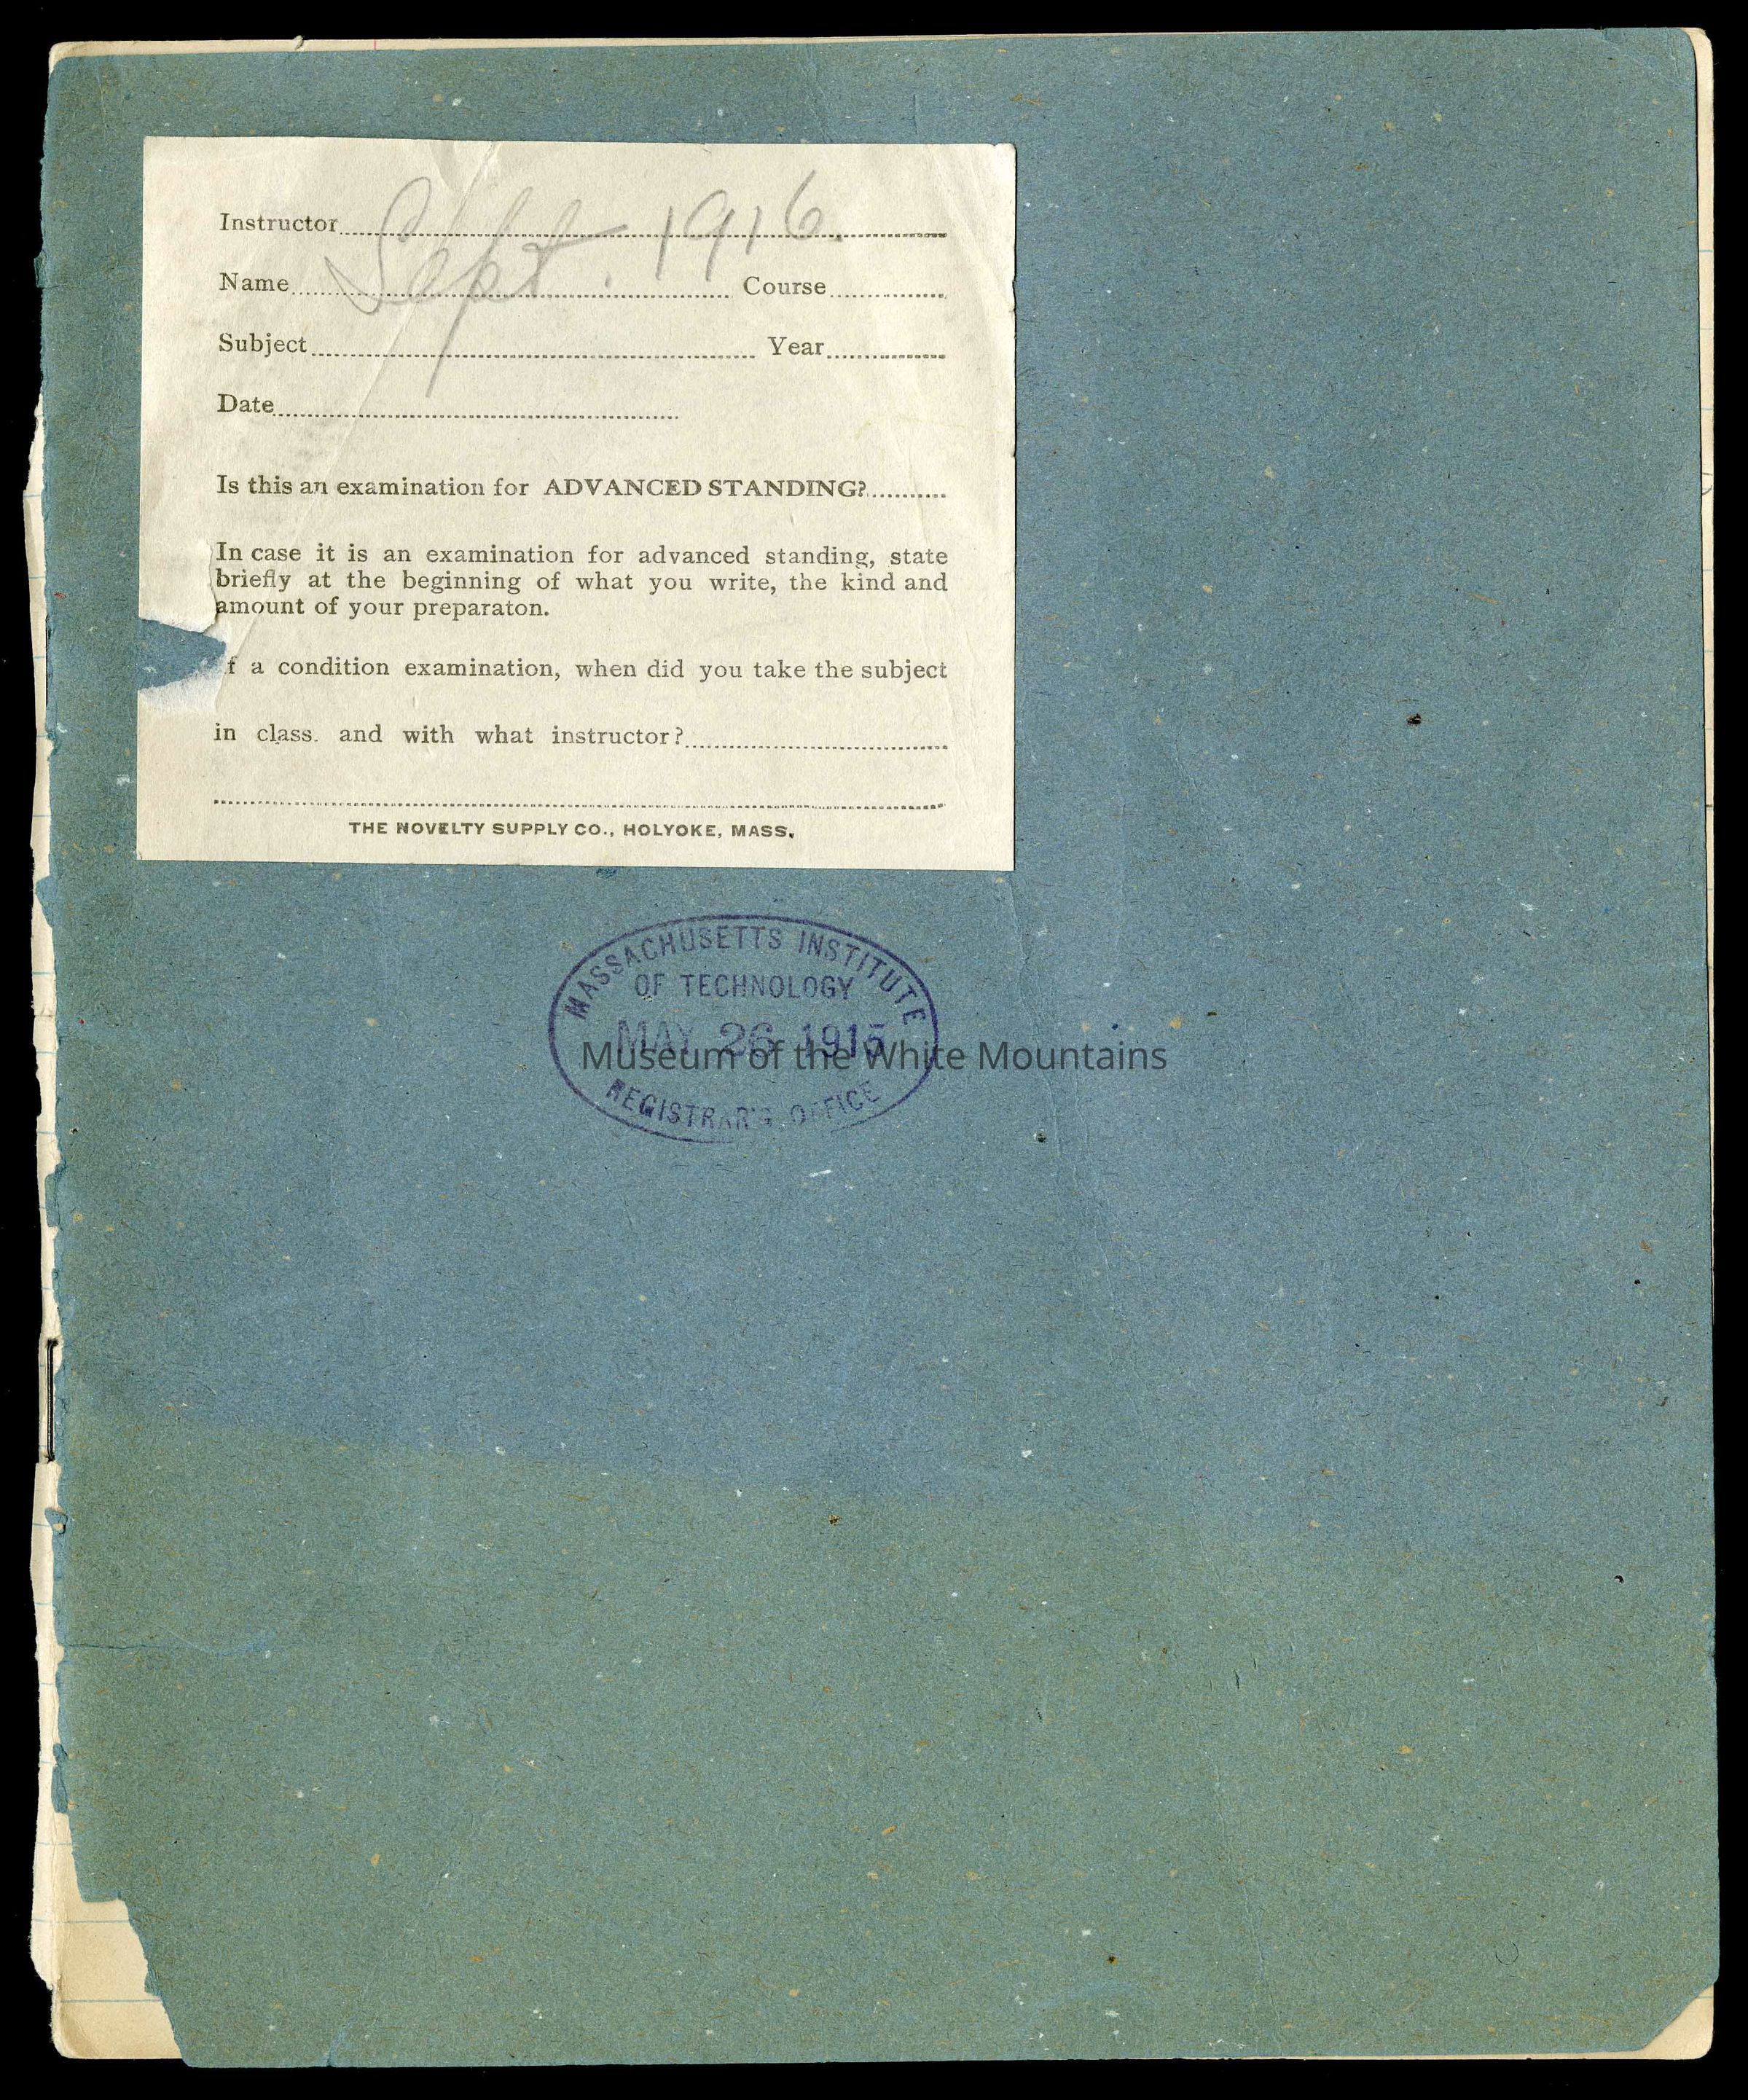 Sept. 1916.
Instructor
Name Course
Subject Year
Date
Is this an examination for ADVANCED STANDING?
In case it is an examination for advanced standing, state
briefly at the beginning of what you write, the kind and
amount of your preparaton.
f a condition examination, when did you take the subject
in class. and with what instructor?
THE NOVELTY SUPPLY CO., HOLYOKE, MASS.
MASSACHUSETTS INSTITUTE
OF TECHNOLOGY
MAY 26 1915
REGISTRAR'S OFFICE
Museum of the White Mountains